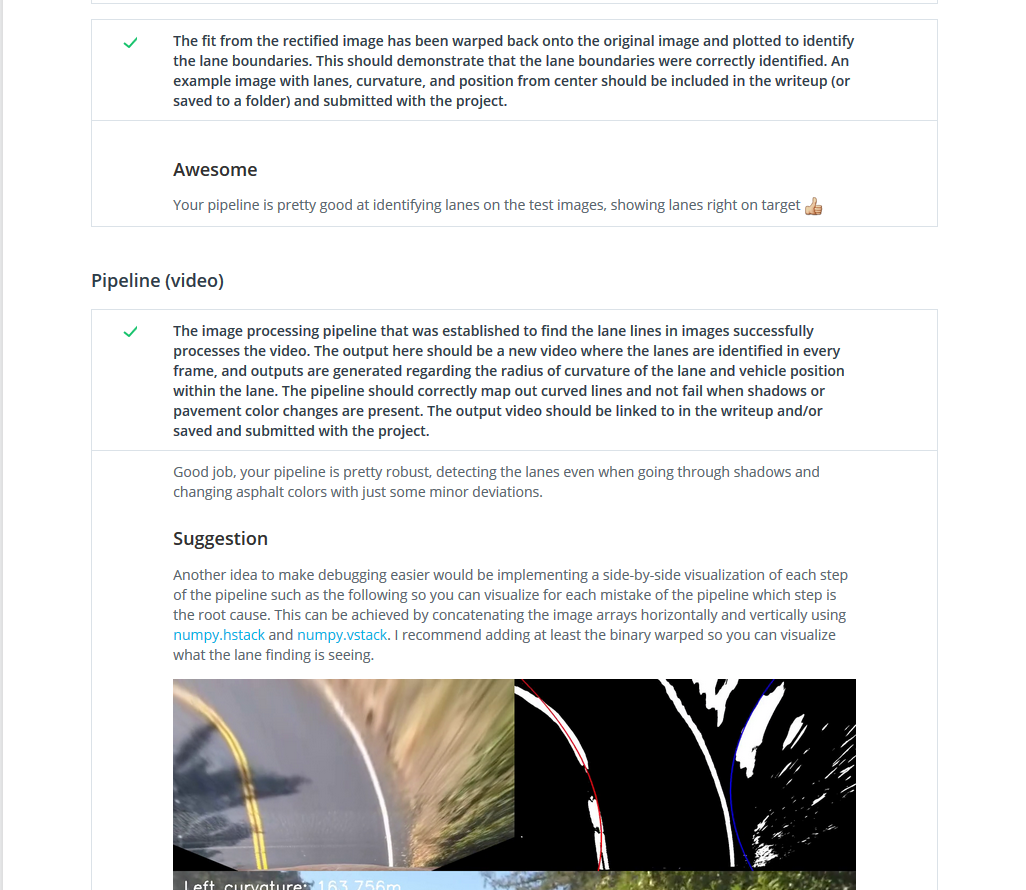 The fit from the rectified image has been warped back onto the original image and plotted to identify
the lane boundaries. This should demonstrate that the lane boundaries were correctly identified. An
example image with lanes, curvature, and position from center should be included in the writeup (or
saved to a folder) and submitted with the project.
Awesome
Your pipeline is pretty good at identifying lanes on the test images, showing lanes right on target 👍
Pipeline (video)
The image processing pipeline that was established to find the lane lines in images successfully
processes the video. The output here should be a new video where the lanes are identified in every
frame, and outputs are generated regarding the radius of curvature of the lane and vehicle position
within the lane. The pipeline should correctly map out curved lines and not fail when shadows or
pavement color changes are present. The output video should be linked to in the writeup and/or
saved and submitted with the project.
Good job, your pipeline is pretty robust, detecting the lanes even when going through shadows and
changing asphalt colors with just some minor deviations.
Suggestion
Another idea to make debugging easier would be implementing a side-by-side visualization of each step
of the pipeline such as the following so you can visualize for each mistake of the pipeline which step is
the root cause. This can be achieved by concatenating the image arrays horizontally and vertically using
numpy.hstack and numpy.vstack. I recommend adding at least the binary warped so you can visualize
what the lane finding is seeing.
Left curvature: 163.756m